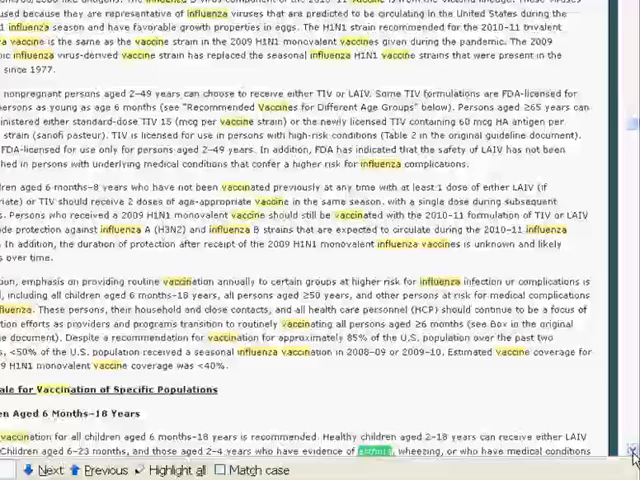 used because they are representative of influenza viruses that are predicted to be circulating in the United States during the
influenza season and have favorable growth properties in eggs. The H1N1 strain recommended for the 2010-11 trivalent
vaccine is the same as the vaccine strain in the 2009 H1N1 monovalent vaccines given during the pandemic. The 2009
influenza virus-derived vaccine strain has replaced the seasonal influenza H1N1 strains that were present in the
since 1977.
nonpregnant persons aged 2-49 years can choose to receive either TIV or LAIV. Some TIV formulations are FDA-licensed for
persons as young as age 6 months (see "Recommended Vaccines for Different Age Groups" below). Persons aged ≥65 years can
inistered either standard-dose TIV 15 (mcg per vaccine strain) or the newly licensed TIV containing 60 mcg HA antigen per
strain (sanofi pasteur). TIV is licensed for use in persons with high-risk conditions (Table 2 in the original guideline document).
FDA-licensed for use only for persons aged 2-49 years. In addition, FDA has indicated that the safety of LAIV has not been
hed in persons with underlying medical conditions that confer a higher risk for influenza complications.
ren aged 6 months-8 years who have not been vaccinated previously at any time with at least 1 dose of either LAIV (if
riate) or TIV should receive 2 doses of age-appropriate vaccine in the same season, with a single dose during subsequent
Persons who received a 2009 H1N1 monovalent vaccine should still be vaccinated with the 2010-11 formulation of TIV or LAIV
de protection against influenza A (H3N2) and influenza B strains that are expected to circulate during the 2010-11 influenza
In addition, the duration of protection after receipt of the 2009 H1N1 monovalent influenza vaccines is unknown and likely
s over time.
ion, emphasis on providing routine vaccination annually to certain groups at higher risk for influenza infection or complications is
, including all children aged 6 months-18 years, all persons aged ≥50 years, and other persons at risk for medical complications
fluenza. These persons, their household and close contacts, and all health care personnel (HCP) should continue to be a focus of
tion efforts as providers and programs transition to routinely vaccinating all persons aged ≥6 months (see Box in the original
e document). Despite a recommendation for vaccination for approximately 85% of the U.S. population over the past two
, <50% of the U.S. population received a seasonal influenza vaccination in 2008-09 or 2009-10. Estimated vaccine coverage for
9 H1N1 monovalent vaccine coverage was <40%.
ale for Vaccination of Specific Populations
en Aged 6 Months-18 Years
vaccination for all children aged 6 months-18 years is recommended. Healthy children aged 2-18 years can receive either LAIV
Children aged 6-23 months, and those aged 2-4 years who have evidence of asthma, wheezing, or who have medical conditions
Next Previous Highlight all Match case